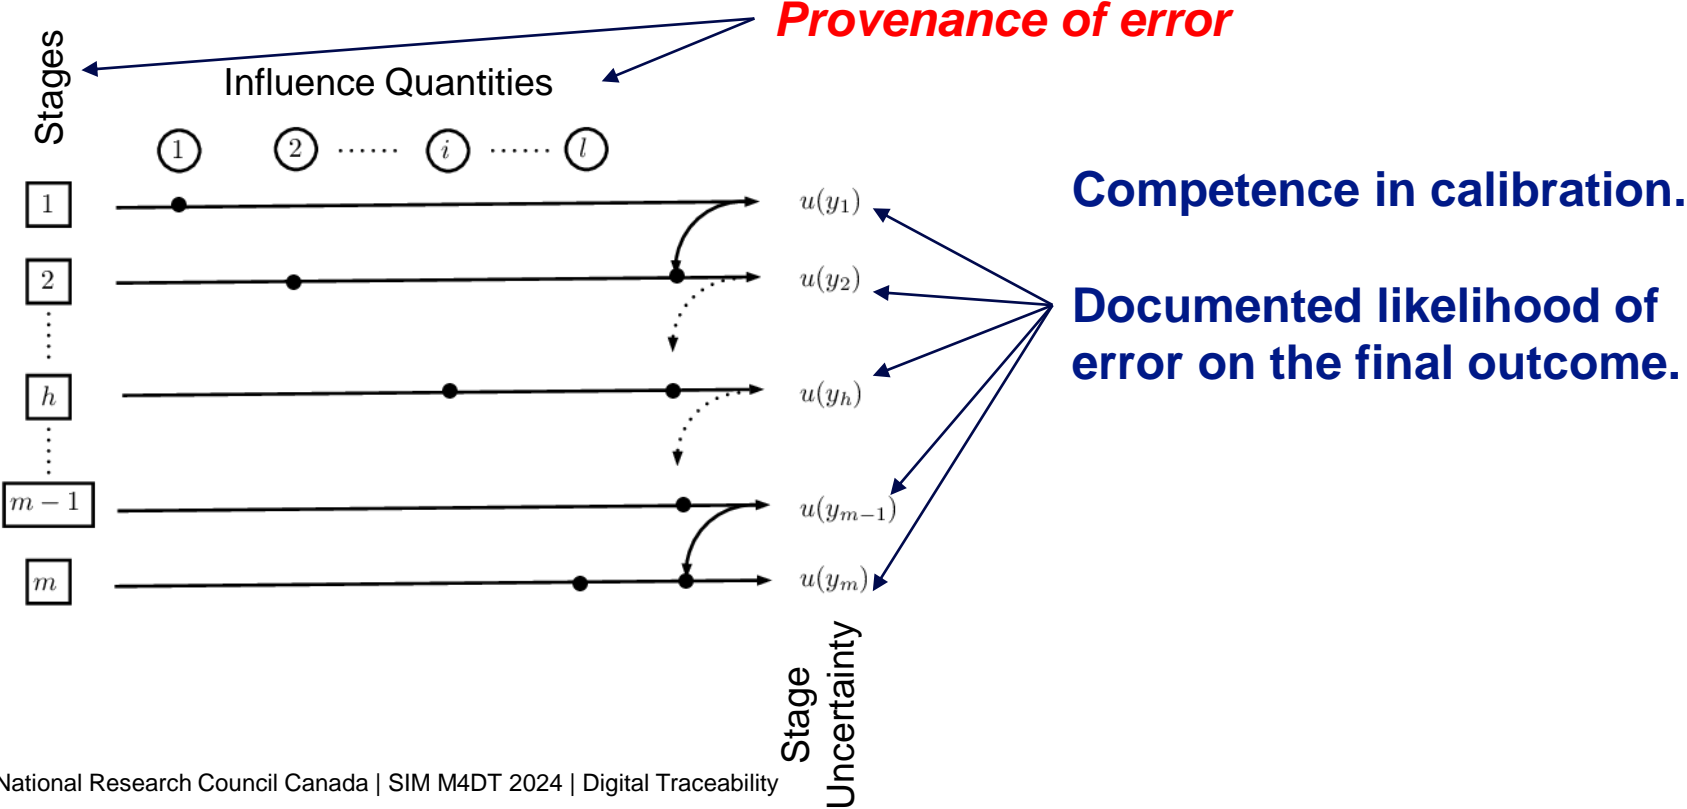 Provenance of error
Stages
Influence Quantities
1 2 ...... i ...... l
1 u(y₁)
Competence in calibration.
2 u(y₂)
Documented likelihood of
error on the final outcome.
h u(yₕ)
m − 1 u(yₘ₋₁)
m u(yₘ)
Stage
Uncertainty
National Research Council Canada | SIM M4DT 2024 | Digital Traceability